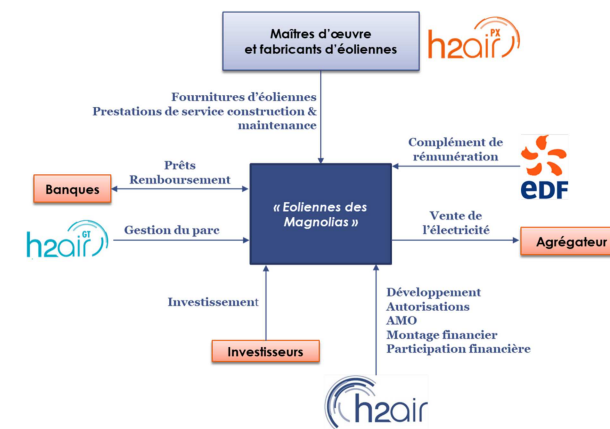 Maîtres d'œuvre
et fabricants d'éoliennes
h2air PX
Fournitures d'éoliennes
Prestations de service construction &
maintenance
Complément de
rémunération
eDF
Prêts
Remboursement
Banques
« Eoliennes des
Magnolias »
h2air GT
Gestion du parc
Vente de
l'électricité
Agrégateur
Investissement
Développement
Autorisations
AMO
Montage financier
Participation financière
Investisseurs
h2air